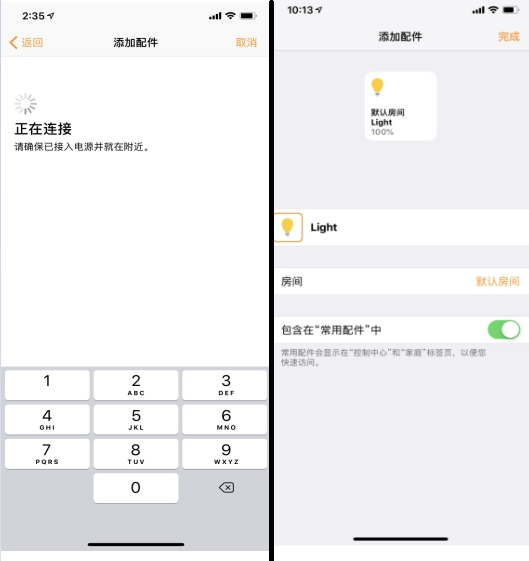 2:35
返回
添加配件
取消
正在连接
请确保已接入电源并就在附近。
1
2
ABC
3
DEF
4
GHI
5
JKL
6
MNO
7
PQRS
8
TUV
9
WXYZ
0
10:13
添加配件
完成
默认房间
Light
100%
Light
房间
默认房间
包含在“常用配件”中
常用配件会显示在“控制中心”和“家庭”标签页，以便您
快速访问。